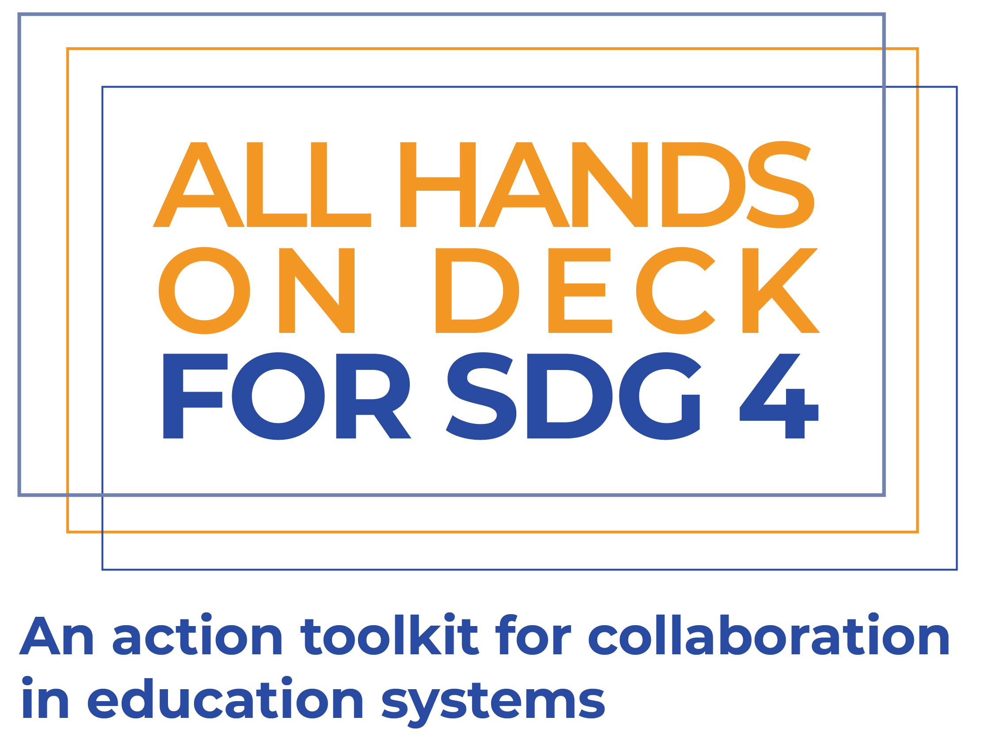 ALL HANDS
ON DECK
FOR SDG 4
An action toolkit for collaboration
in education systems